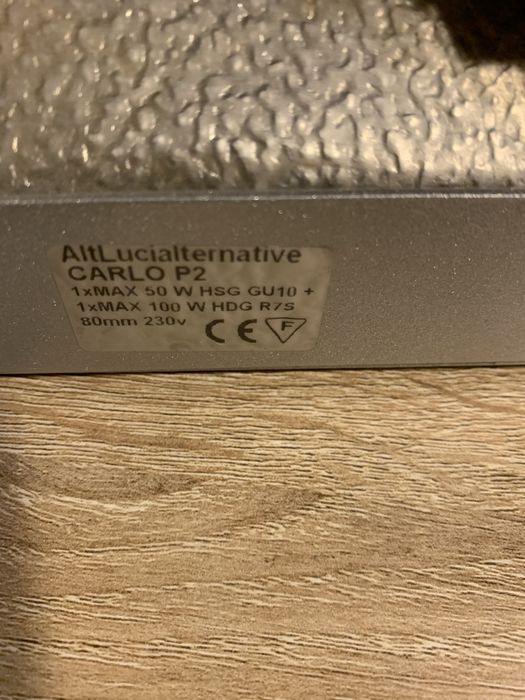 AltLucialternative
CARLO P2
1xMAX 50 W HSG GU10 +
1xMAX 100 W HDG R7S
80mm 230v CE F